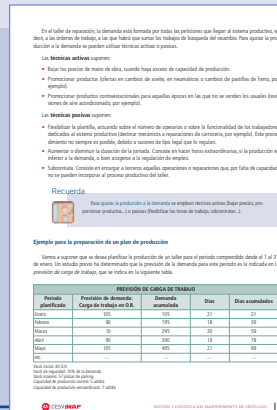 En el taller de reparación, la demanda está formada por todas las peticiones que llegan al sistema productivo, es
decir, a las órdenes de trabajo, a las que habrá que sumar los trabajos de búsqueda del recambio. Para ajustar la pro-
ducción a la demanda se pueden utilizar técnicas activas o pasivas.
Las técnicas activas suponen:
• Bajar los precios de mano de obra, cuando haya exceso de capacidad de producción.
• Promocionar productos (ofertas en cambios de aceite, en neumáticos o cambios de pastillas de freno, por
ejemplo).
• Promocionar productos contraestacionales para aquellas épocas en las que no se venden los usuales (revi-
siones de aire acondicionado, por ejemplo).
Las técnicas pasivas suponen:
• Flexibilizar la plantilla, actuando sobre el número de operarios o sobre la funcionalidad de los trabajadores
dedicados al sistema productivo (destinar mecánicos a reparaciones de carrocería, por ejemplo). Este proce-
dimiento no siempre es posible, debido a razones de tipo legal que lo regulan.
• Aumentar o disminuir la duración de la jornada. Consiste en hacer horas extraordinarias, si la producción es
inferior a la demanda, o bien acogerse a la regulación de empleo.
• Subcontrata. Consiste en encargar a terceros aquellas operaciones o reparaciones que, por falta de capacidad,
no se pueden incorporar al proceso productivo del taller.
Recuerda
Para ajustar la producción a la demanda se emplean técnicas activas (bajar precios, pro-
porcionar productos...) o pasivas (flexibilizar las horas de trabajo, subcontratas...).
Ejemplo para la preparación de un plan de producción
Vamos a suponer que se desea planificar la producción de un taller para el período comprendido desde el 1 al 31
de enero. Un estudio previo ha determinado que la previsión de la demanda para este período es la indicada en la
previsión de carga de trabajo, que se indica en la siguiente tabla.
PREVISIÓN DE CARGA DE TRABAJO
Período planificado Previsión de demanda: Carga de trabajo en O.R. Demanda acumulada Días Días acumulados
Enero 105 105 21 21
Febrero 90 195 18 39
Marzo 10 295 20 59
Abril 95 390 19 78
Mayo 105 495 21 99
etc. ... ... ... ...
Stock inicial: 40 O.R.
Stock de seguridad: 10% de la demanda
Capacidad de producción normal: 5 u/día
Capacidad de producción extraordinaria: 7 u/día
CESVIMAP
GESTIÓN Y LOGÍSTICA DEL MANTENIMIENTO DE VEHÍCULOS